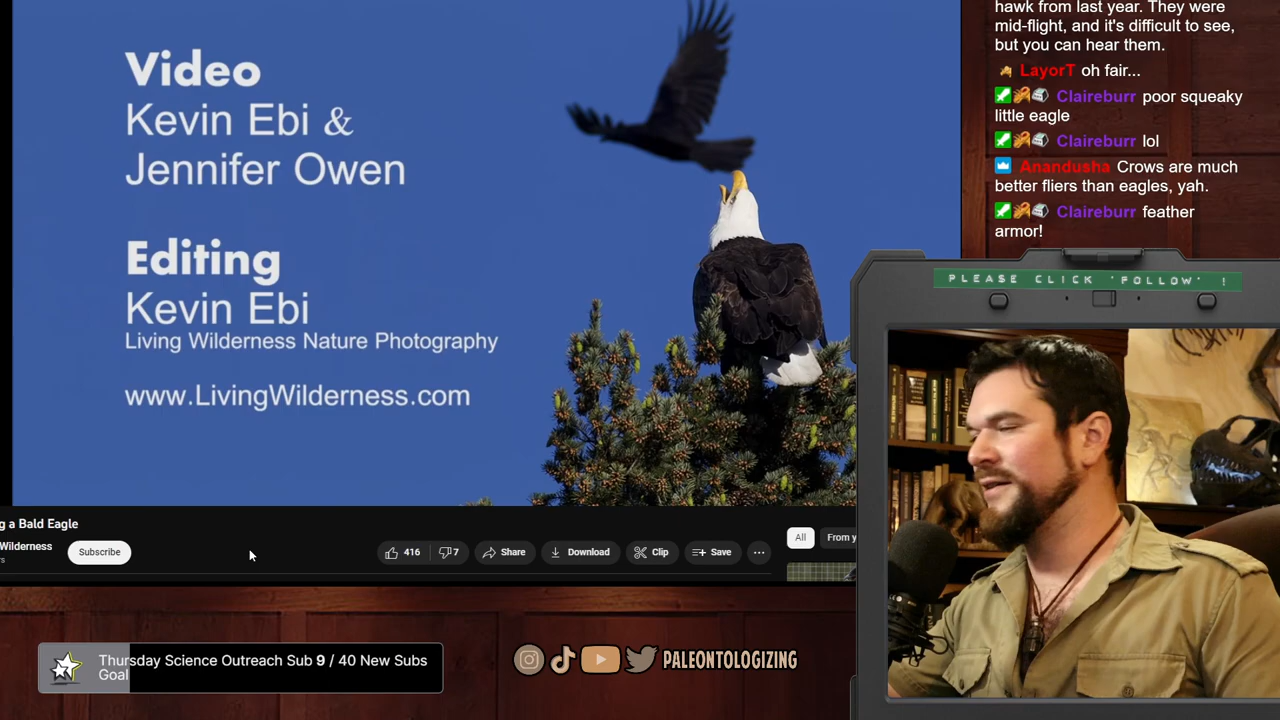 Video
Kevin Ebi &
Jennifer Owen
Editing
Kevin Ebi
Living Wilderness Nature Photography
www.LivingWilderness.com
g a Bald Eagle
Wilderness
rs
Subscribe
416
7
Share
Download
Clip
Save
All
From y
hawk from last year. They were
mid-flight, and it's difficult to see,
but you can hear them.
LayorT oh fair...
Claireburr poor squeaky
little eagle
Claireburr lol
Anandusha Crows are much
better fliers than eagles, yah.
Claireburr feather
armor!
PLEASE CLICK 'FOLLOW' !
Thursday Science Outreach Sub 9 / 40 New Subs
Goal
PALEONTOLOGIZING